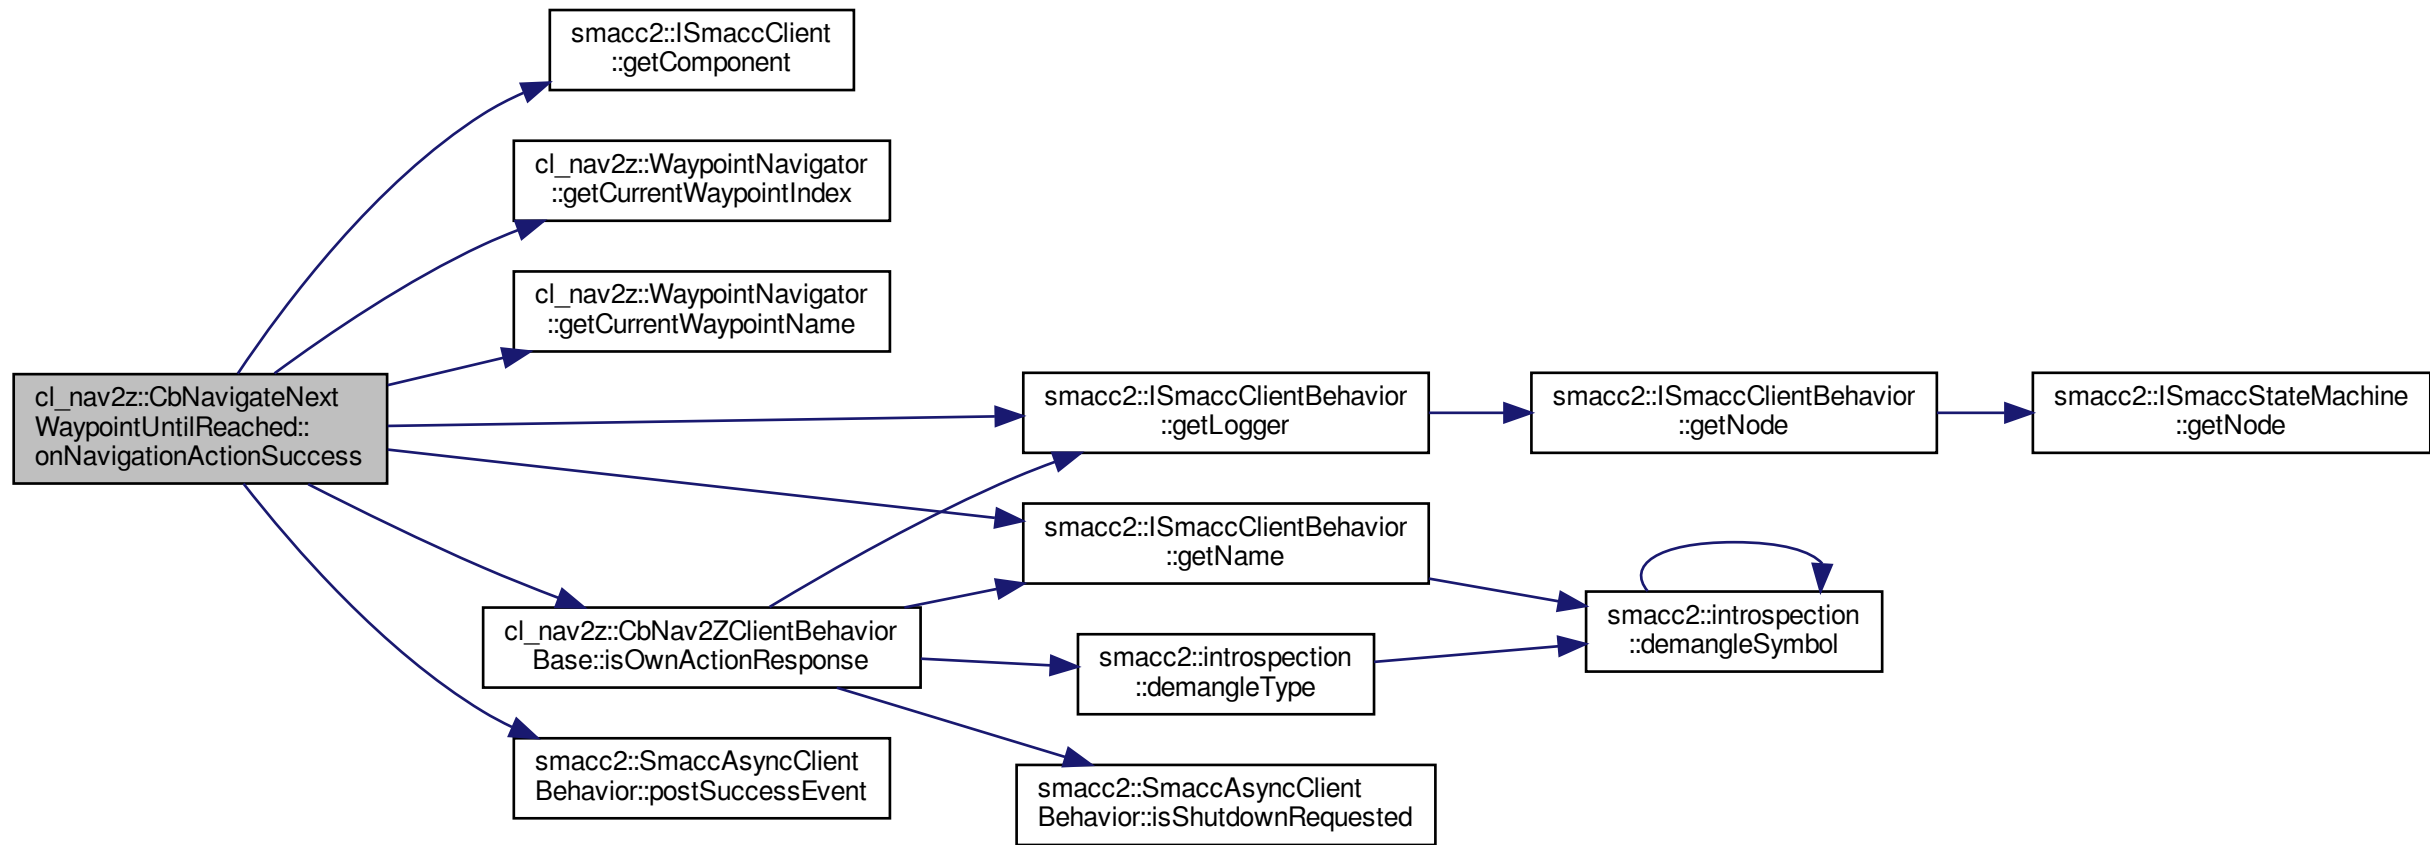 smacc2::ISmaccClient
::getComponent
cl_nav2z::WaypointNavigator
::getCurrentWaypointIndex
cl_nav2z::WaypointNavigator
::getCurrentWaypointName
cl_nav2z::CbNavigateNext
WaypointUntilReached::
onNavigationActionSuccess
smacc2::ISmaccClientBehavior
::getLogger
smacc2::ISmaccClientBehavior
::getNode
smacc2::ISmaccStateMachine
::getNode
smacc2::ISmaccClientBehavior
::getName
cl_nav2z::CbNav2ZClientBehavior
Base::isOwnActionResponse
smacc2::introspection
::demangleType
smacc2::introspection
::demangleSymbol
smacc2::SmaccAsyncClient
Behavior::postSuccessEvent
smacc2::SmaccAsyncClient
Behavior::isShutdownRequested